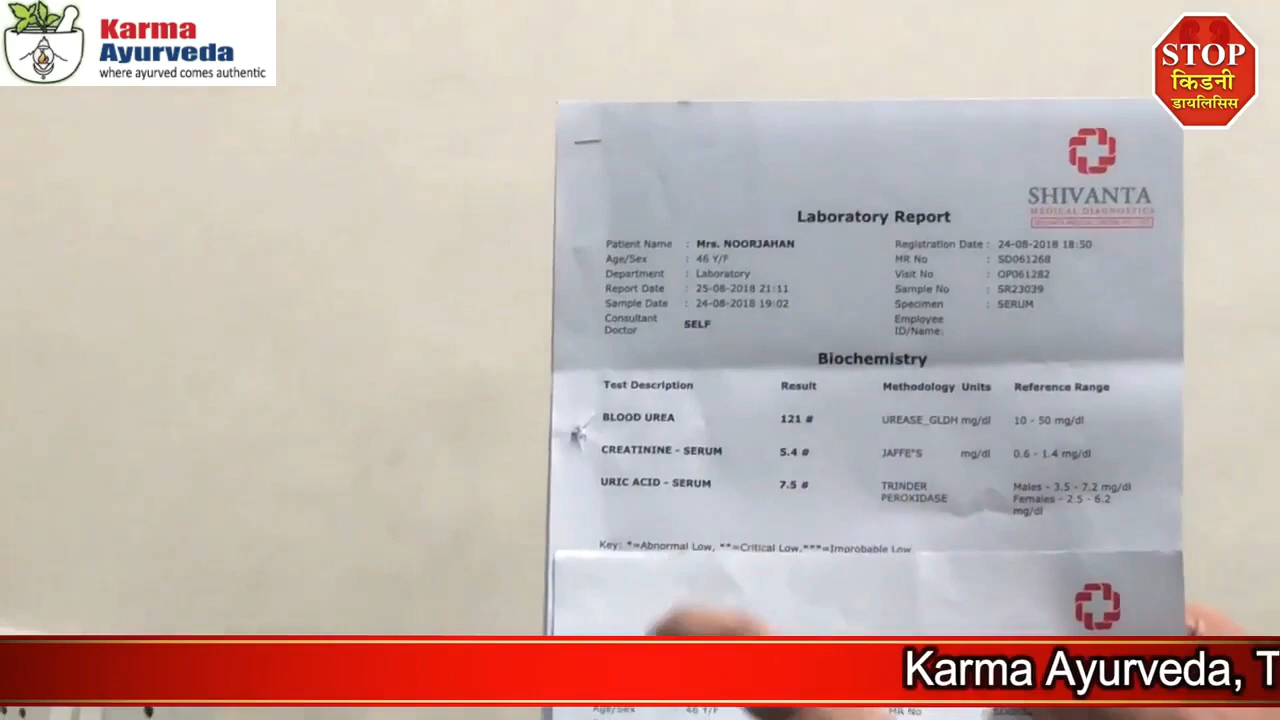 Karma
Ayurveda
where ayurved comes authentic
STOP
किडनी
डायलिसिस
SHIVANTA
MEDICAL DIAGNOSTICS
Laboratory Report
Patient Name : Mrs. NOORJAHAN
Age/Sex : 46 Y/F
Department : Laboratory
Report Date : 25-08-2018 21:11
Sample Date : 24-08-2018 19:02
Consultant Doctor SELF
Registration Date : 24-08-2018 18:50
MR No : SD061268
Visit No : OP061282
Sample No : SR23039
Specimen : SERUM
Employee
ID/Name:
Biochemistry
Test Description Result Methodology Units Reference Range
BLOOD UREA 121 # UREASE_GLDH mg/dl 10 - 50 mg/dl
CREATININE - SERUM 5.4 # JAFFE"S mg/dl 0.6 - 1.4 mg/dl
URIC ACID - SERUM 7.5 # TRINDER Males - 3.5 - 7.2 mg/dl
PEROXIDASE Females - 2.5 - 6.2
mg/dl
Key: *=Abnormal Low, **=Critical Low,***=Improbable Low
Karma Ayurveda, T
Age/Sex : 46 Y/F MR No